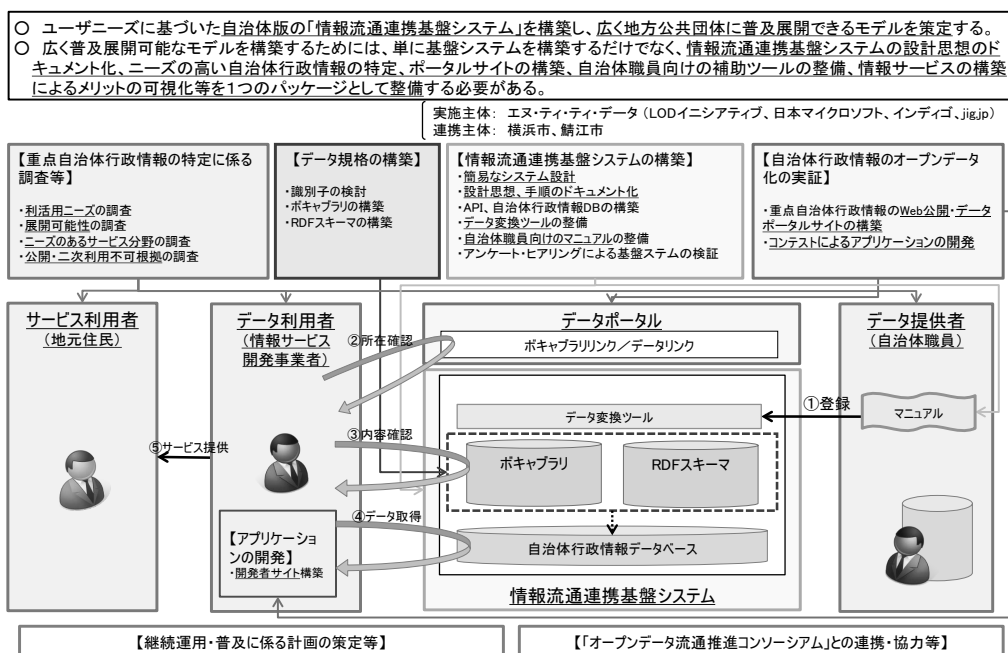 ○ ユーザニーズに基づいた自治体版の「情報流通連携基盤システム」を構築し、広く地方公共団体に普及展開できるモデルを策定する。
○ 広く普及展開可能なモデルを構築するためには、単に基盤システムを構築するだけでなく、情報流通連携基盤システムの設計思想のド
キュメント化、ニーズの高い自治体行政情報の特定、ポータルサイトの構築、自治体職員向けの補助ツールの整備、情報サービスの構築
によるメリットの可視化等を1つのパッケージとして整備する必要がある。
実施主体: エヌ・ティ・ティ・データ(LODイニシアティブ、日本マイクロソフト、インディゴ、jig.jp)
連携主体: 横浜市、鯖江市
【重点自治体行政情報の特定に係る
調査等】
・利活用ニーズの調査
・展開可能性の調査
・ニーズのあるサービス分野の調査
・公開・二次利用不可根拠の調査
【データ規格の構築】
・識別子の検討
・ボキャブラリの構築
・RDFスキーマの構築
【情報流通連携基盤システムの構築】
・簡易なシステム設計
・設計思想、手順のドキュメント化
・API、自治体行政情報DBの構築
・データ変換ツールの整備
・自治体職員向けのマニュアルの整備
・アンケート・ヒアリングによる基盤ステムの検証
【自治体行政情報のオープンデータ
化の実証】
・重点自治体行政情報のWeb公開・データ
ポータルサイトの構築
・コンテストによるアプリケーションの開発
サービス利用者
(地元住民)
データ利用者
(情報サービス
開発事業者)
データポータル
ボキャブラリリンク/データリンク
データ提供者
(自治体職員)
②所在確認
データ変換ツール
①登録
マニュアル
③内容確認
⑤サービス提供
ボキャブラリ
RDFスキーマ
④データ取得
【アプリケーショ
ンの開発】
・開発者サイト構築
自治体行政情報データベース
情報流通連携基盤システム
【継続運用・普及に係る計画の策定等】
【「オープンデータ流通推進コンソーシアム」との連携・協力等】